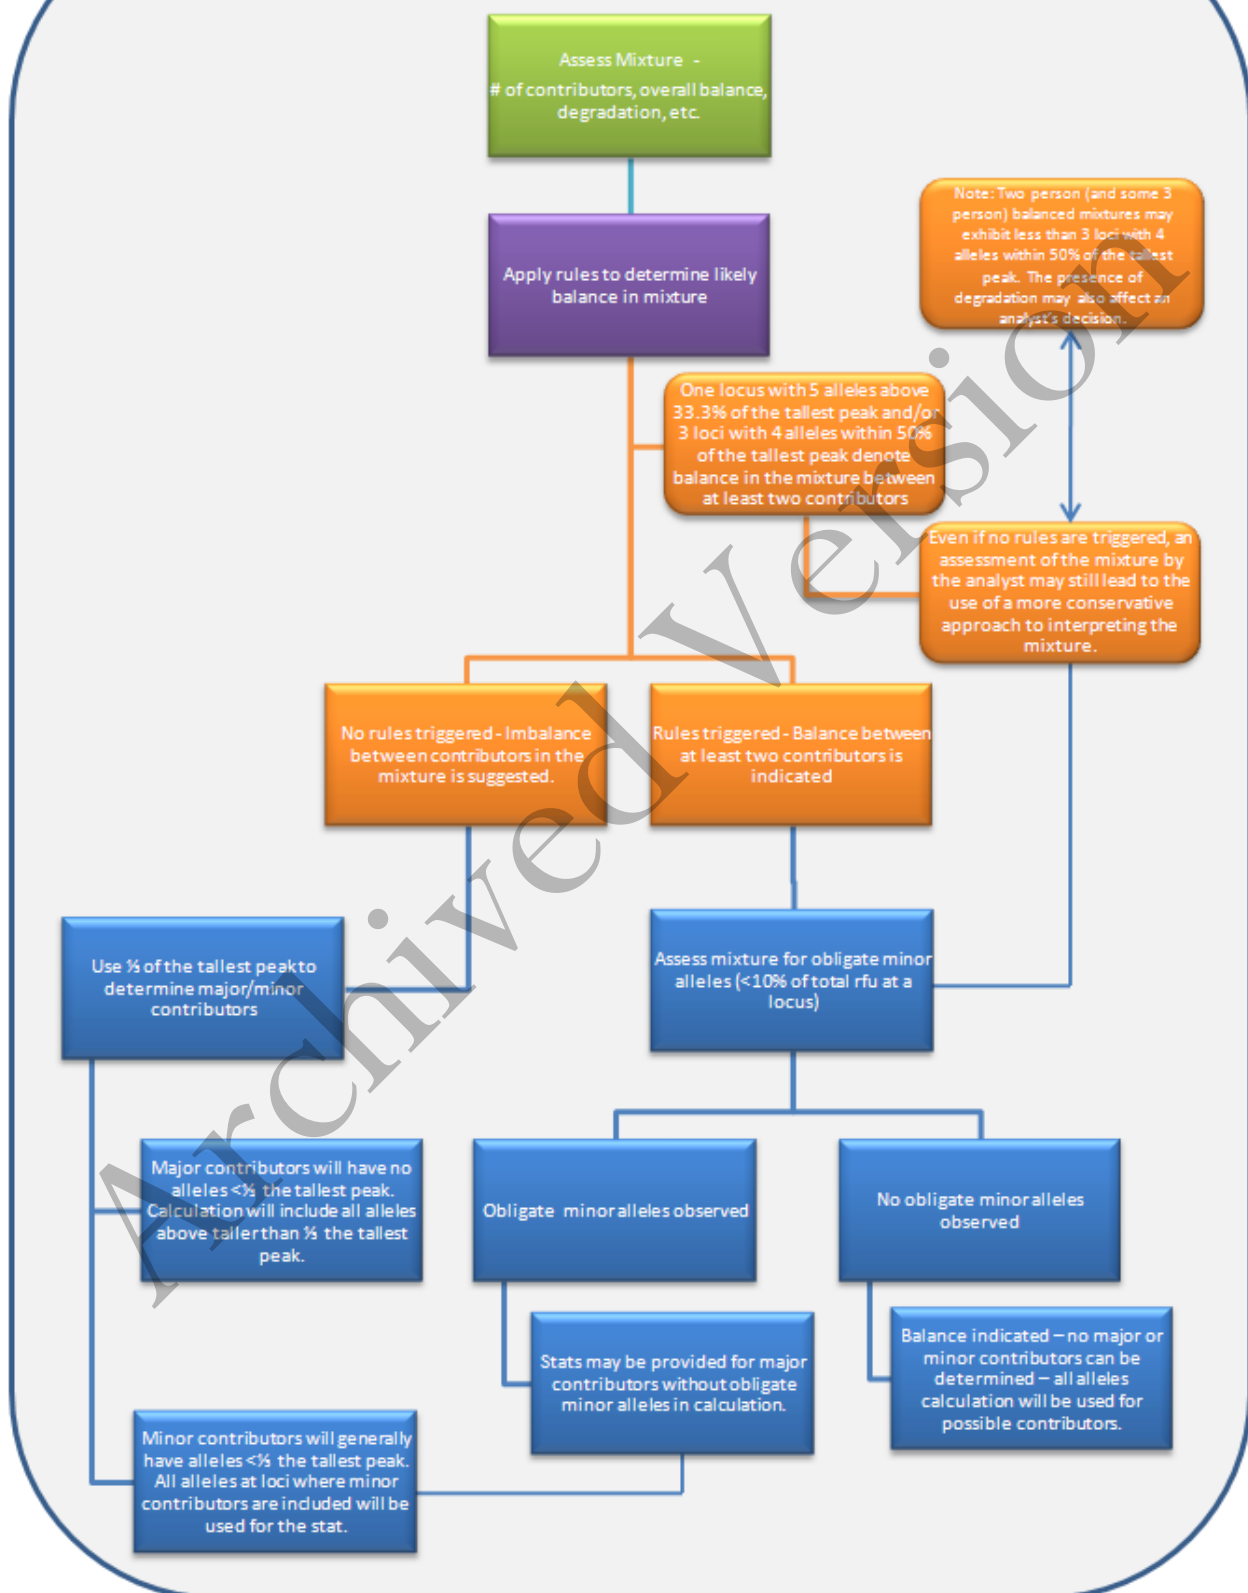 Assess Mixture -
# of contributors, overall balance,
degradation, etc.
Note: Two person (and some 3
person) balanced mixtures may
exhibit less than 3 loci with 4
alleles within 50% of the tallest
peak. The presence of
degradation may also affect an
analyst's decision.
Apply rules to determine likely
balance in mixture
One locus with 5 alleles above
33.3% of the tallest peak and/or
3 loci with 4 alleles within 50%
of the tallest peak denote
balance in the mixture between
at least two contributors
Even if no rules are triggered, an
assessment of the mixture by
the analyst may still lead to the
use of a more conservative
approach to interpreting the
mixture.
No rules triggered - Imbalance
between contributors in the
mixture is suggested.
Rules triggered - Balance between
at least two contributors is
indicated
Use ⅓ of the tallest peak to
determine major/minor
contributors
Assess mixture for obligate minor
alleles (<10% of total rfu at a
locus)
Major contributors will have no
alleles <⅓ the tallest peak.
Calculation will include all alleles
above taller than ⅓ the tallest
peak.
Obligate minor alleles observed
No obligate minor alleles
observed
Stats may be provided for major
contributors without obligate
minor alleles in calculation.
Balance indicated – no major or
minor contributors can be
determined – all alleles
calculation will be used for
possible contributors.
Minor contributors will generally
have alleles <⅓ the tallest peak.
All alleles at loci where minor
contributors are included will be
used for the stat.
Archived Version